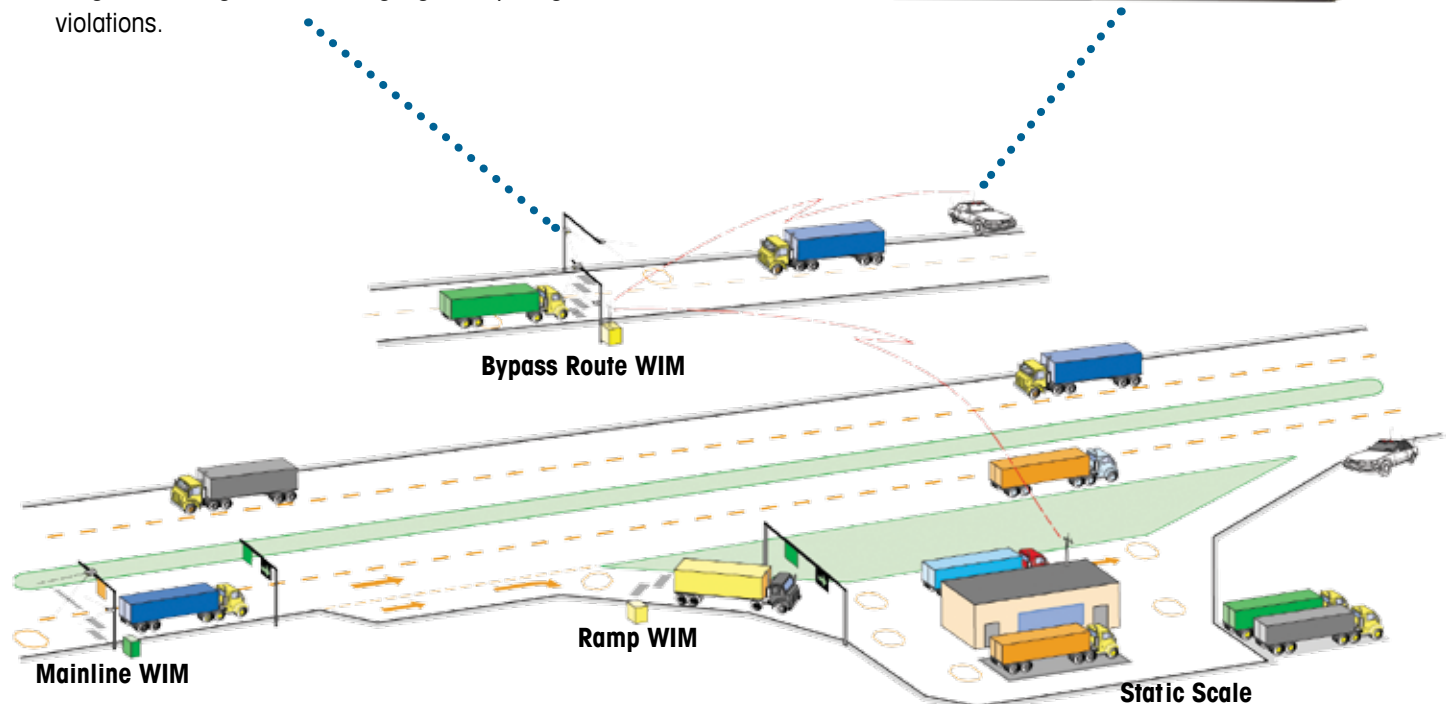 violations.
Bypass Route WIM
Ramp WIM
Mainline WIM
Static Scale